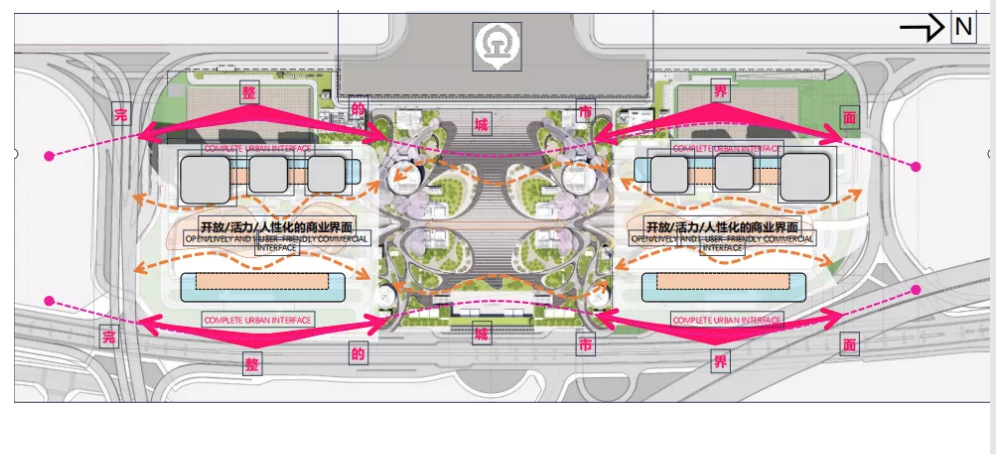 N
完 整 的 城 市 界 面
COMPLETE URBAN INTERFACE
COMPLETE URBAN INTERFACE
开放/活力/人性化的商业界面
OPEN/LIVELY AND USER-FRIENDLY COMMERCIAL
INTERFACE
开放/活力/人性化的商业界面
OPEN/LIVELY AND USER-FRIENDLY COMMERCIAL
INTERFACE
COMPLETE URBAN INTERFACE
COMPLETE URBAN INTERFACE
完 整 的 城 市 界 面